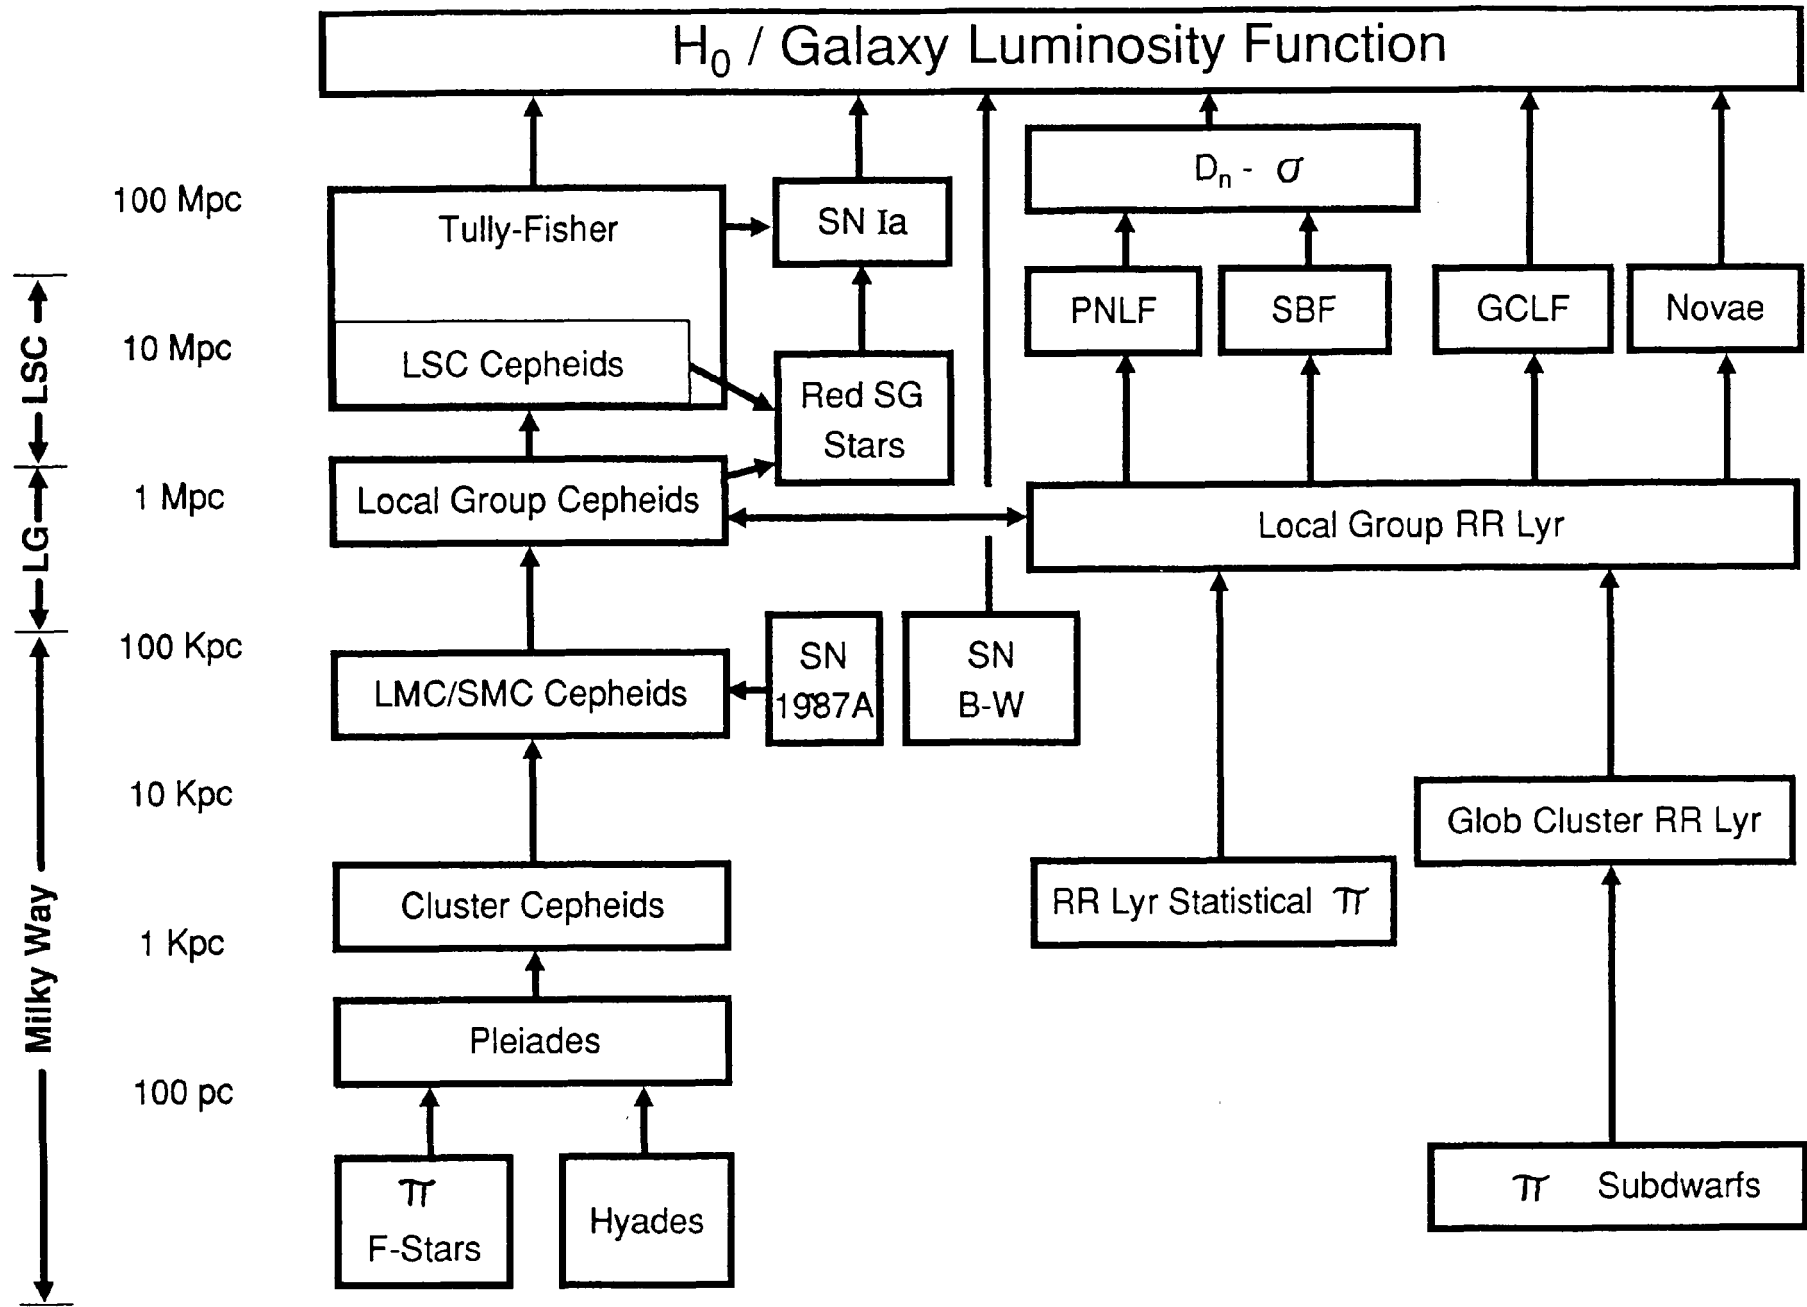 H₀ / Galaxy Luminosity Function
Dₙ - σ
100 Mpc
Tully-Fisher
SN Ia
PNLF
SBF
GCLF
Novae
10 Mpc
LSC Cepheids
Red SG
Stars
LSC
1 Mpc
Local Group Cepheids
Local Group RR Lyr
LG
100 Kpc
LMC/SMC Cepheids
SN
1987A
SN
B-W
10 Kpc
Glob Cluster RR Lyr
Cluster Cepheids
RR Lyr Statistical π
1 Kpc
Milky Way
Pleiades
100 pc
π
F-Stars
Hyades
π Subdwarfs